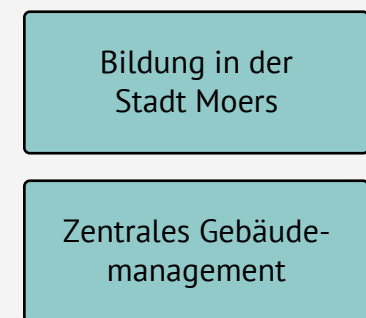 Bildung in der
Stadt Moers
Zentrales Gebäude-
management